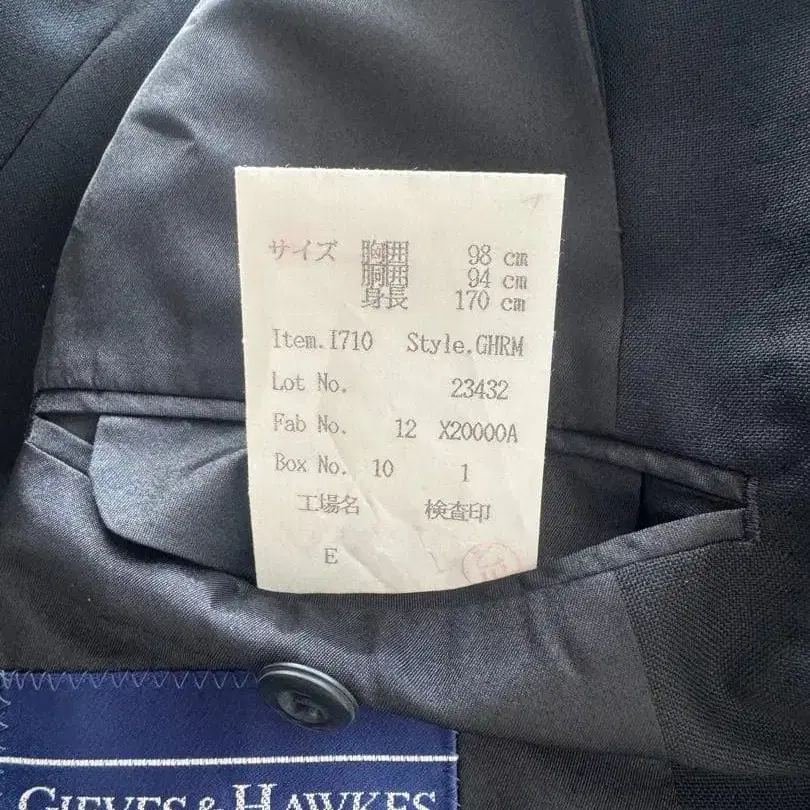 サイズ 胸囲 98 cm
胴囲 94 cm
身長 170 cm
Item.I710 Style.GHRM
Lot No. 23432
Fab No. 12 X20000A
Box No. 10 1
工場名 検査印
E
GIEVES & HAWKES